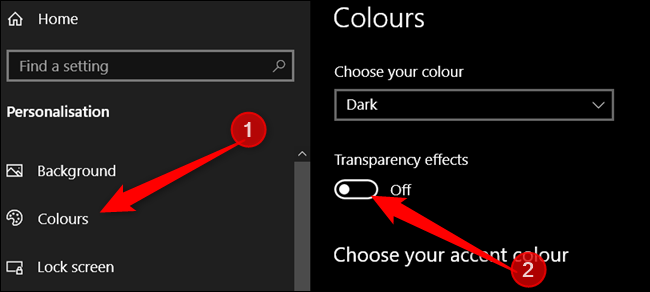 Home
Find a setting
Personalisation
1
Background
Colours
Lock screen
Colours
Choose your colour
Dark
Transparency effects
Off
Choose your accent colour
2